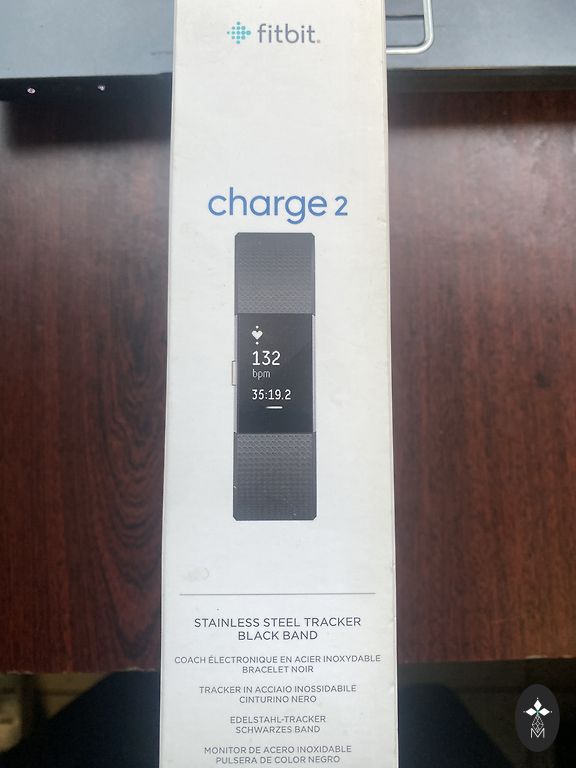 fitbit.
charge 2
132
bpm
35:19.2
STAINLESS STEEL TRACKER
BLACK BAND
COACH ÉLECTRONIQUE EN ACIER INOXYDABLE
BRACELET NOIR
TRACKER IN ACCIAIO INOSSIDABILE
CINTURINO NERO
EDELSTAHL-TRACKER
SCHWARZES BAND
MONITOR DE ACERO INOXIDABLE
PULSERA DE COLOR NEGRO